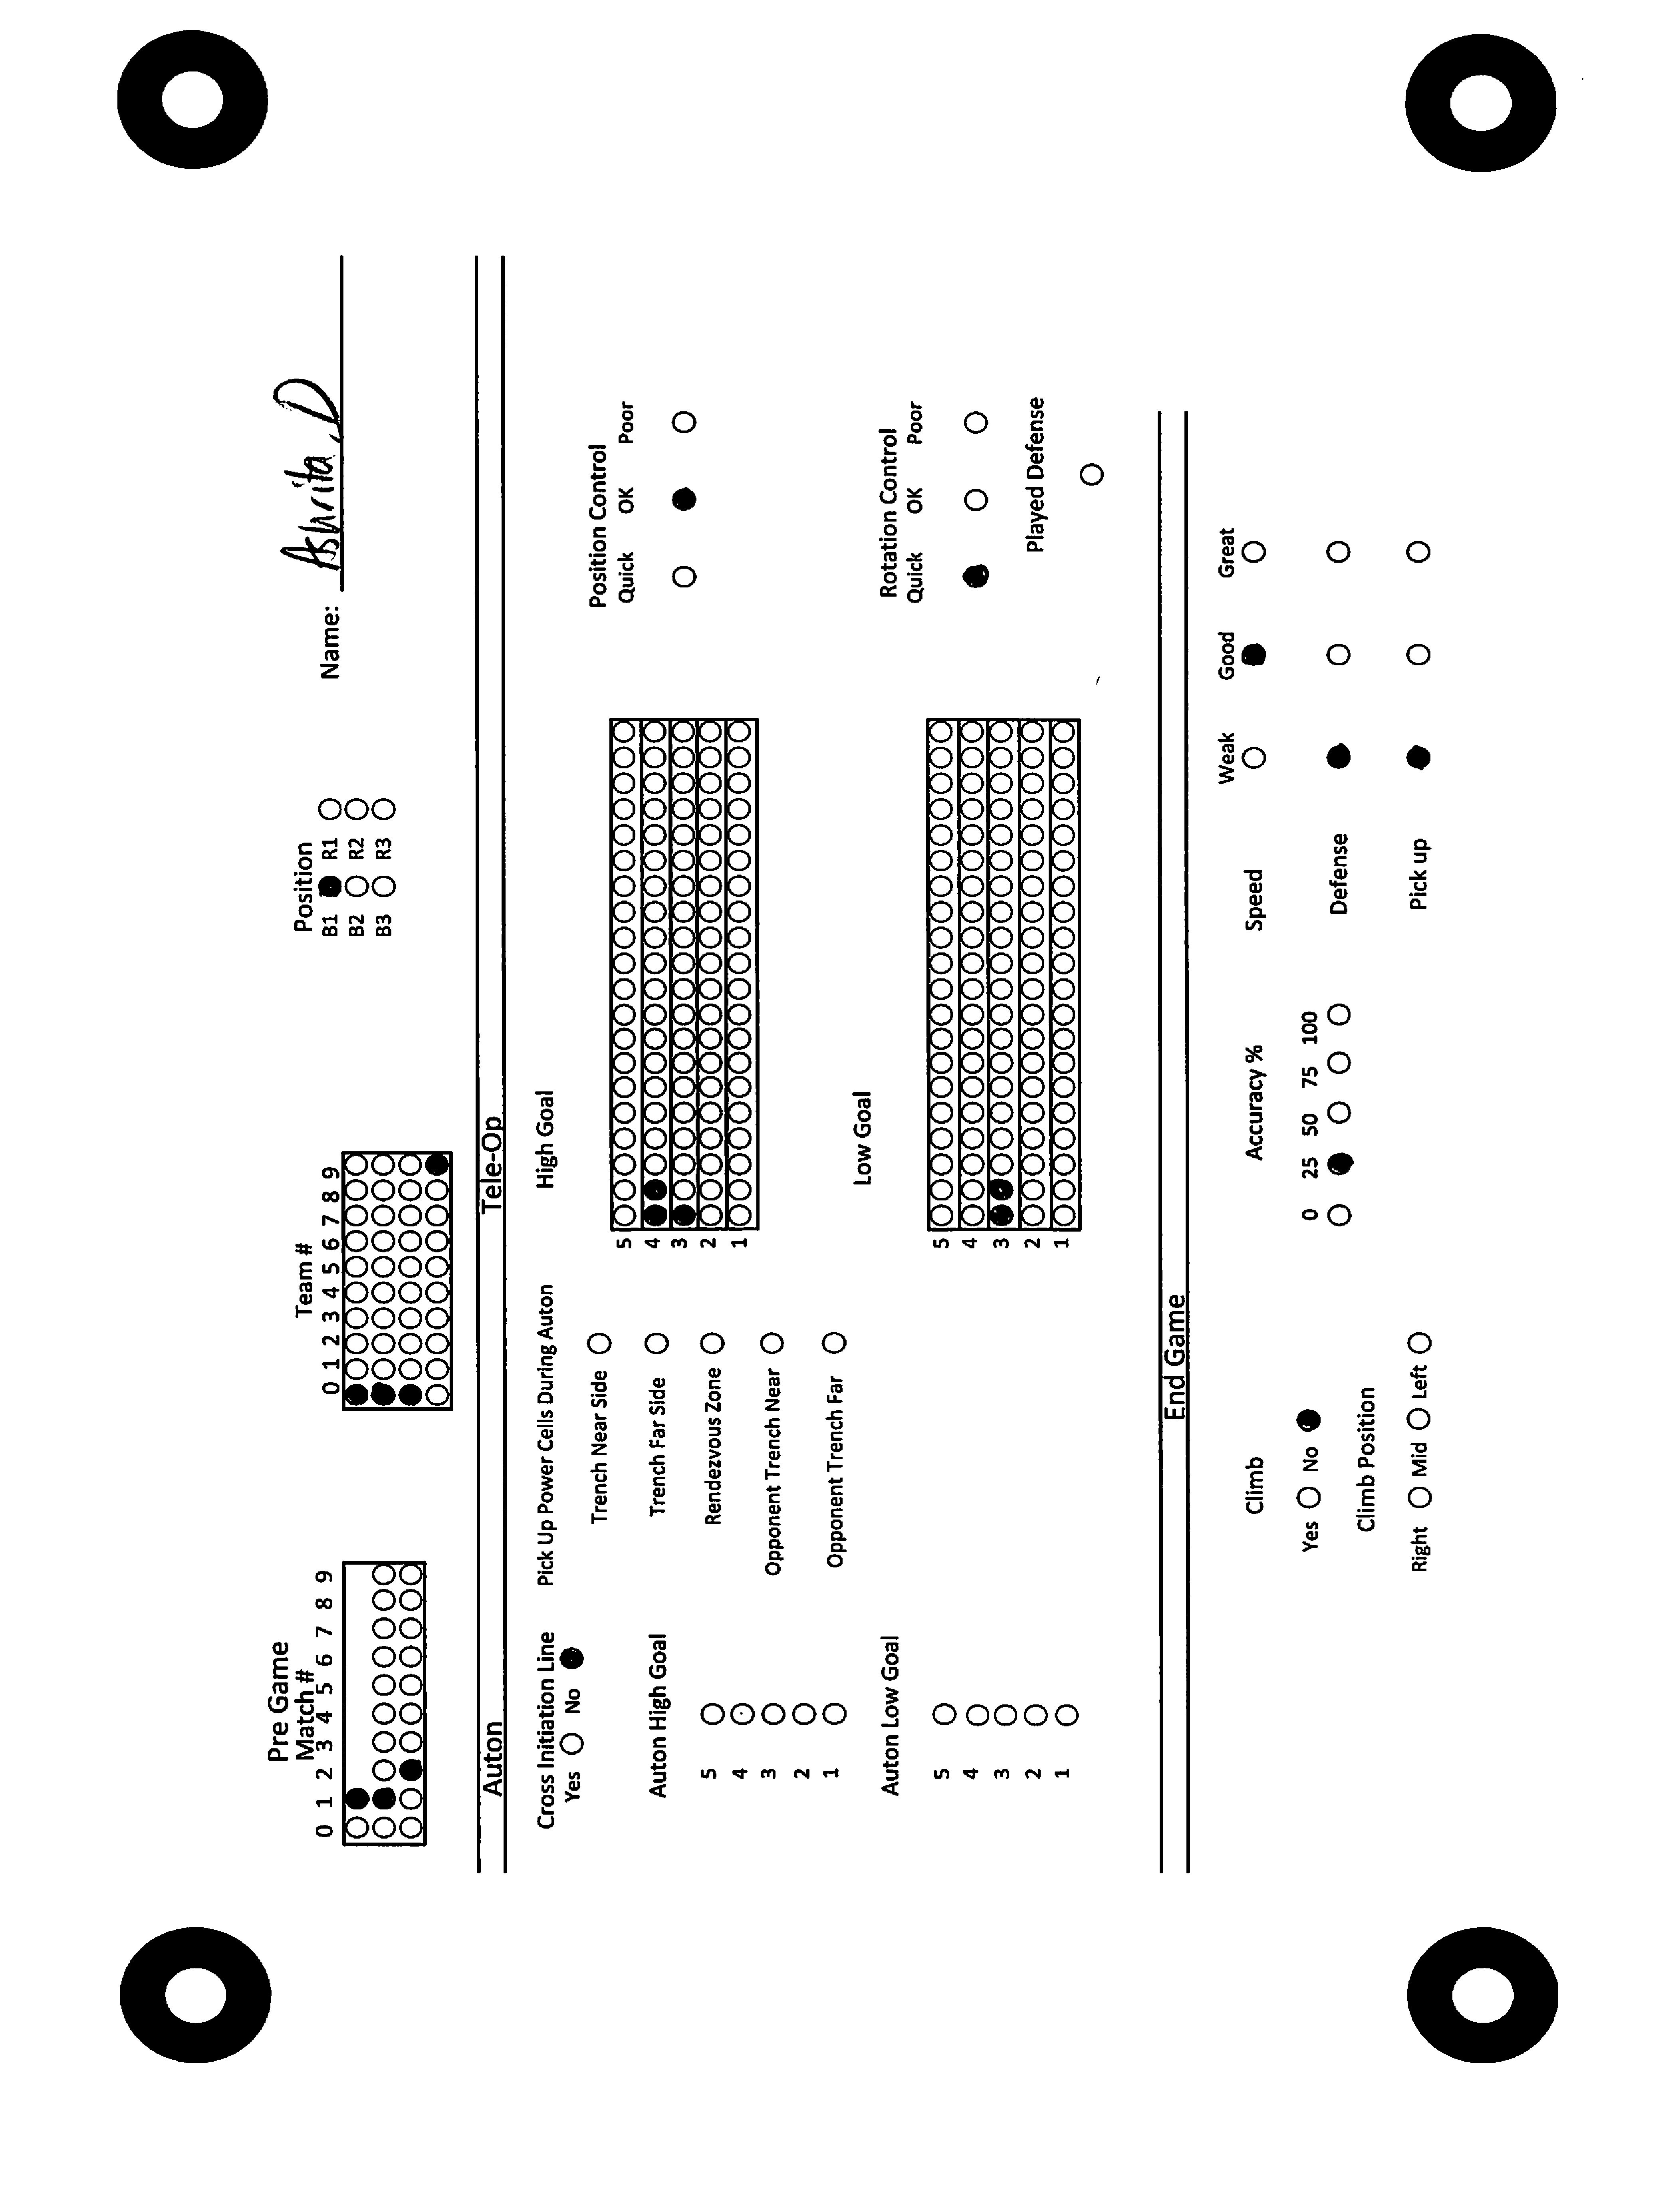 Pre Game
Match #
0 1 2 3 4 5 6 7 8 9
Team #
0 1 2 3 4 5 6 7 8 9
Position
B1 R1
B2 R2
B3 R3
Name: Ashrita D
Auton
Tele-Op
Cross Initiation Line
Yes No
Auton High Goal
5
4
3
2
1
Auton Low Goal
5
4
3
2
1
Pick Up Power Cells During Auton
Trench Near Side
Trench Far Side
Rendezvous Zone
Opponent Trench Near
Opponent Trench Far
High Goal
5
4
3
2
1
Low Goal
5
4
3
2
1
Position Control
Quick OK Poor
Rotation Control
Quick OK Poor
Played Defense
End Game
Climb
Yes No
Climb Position
Right Mid Left
Accuracy %
0 25 50 75 100
Weak Good Great
Speed
Defense
Pick up